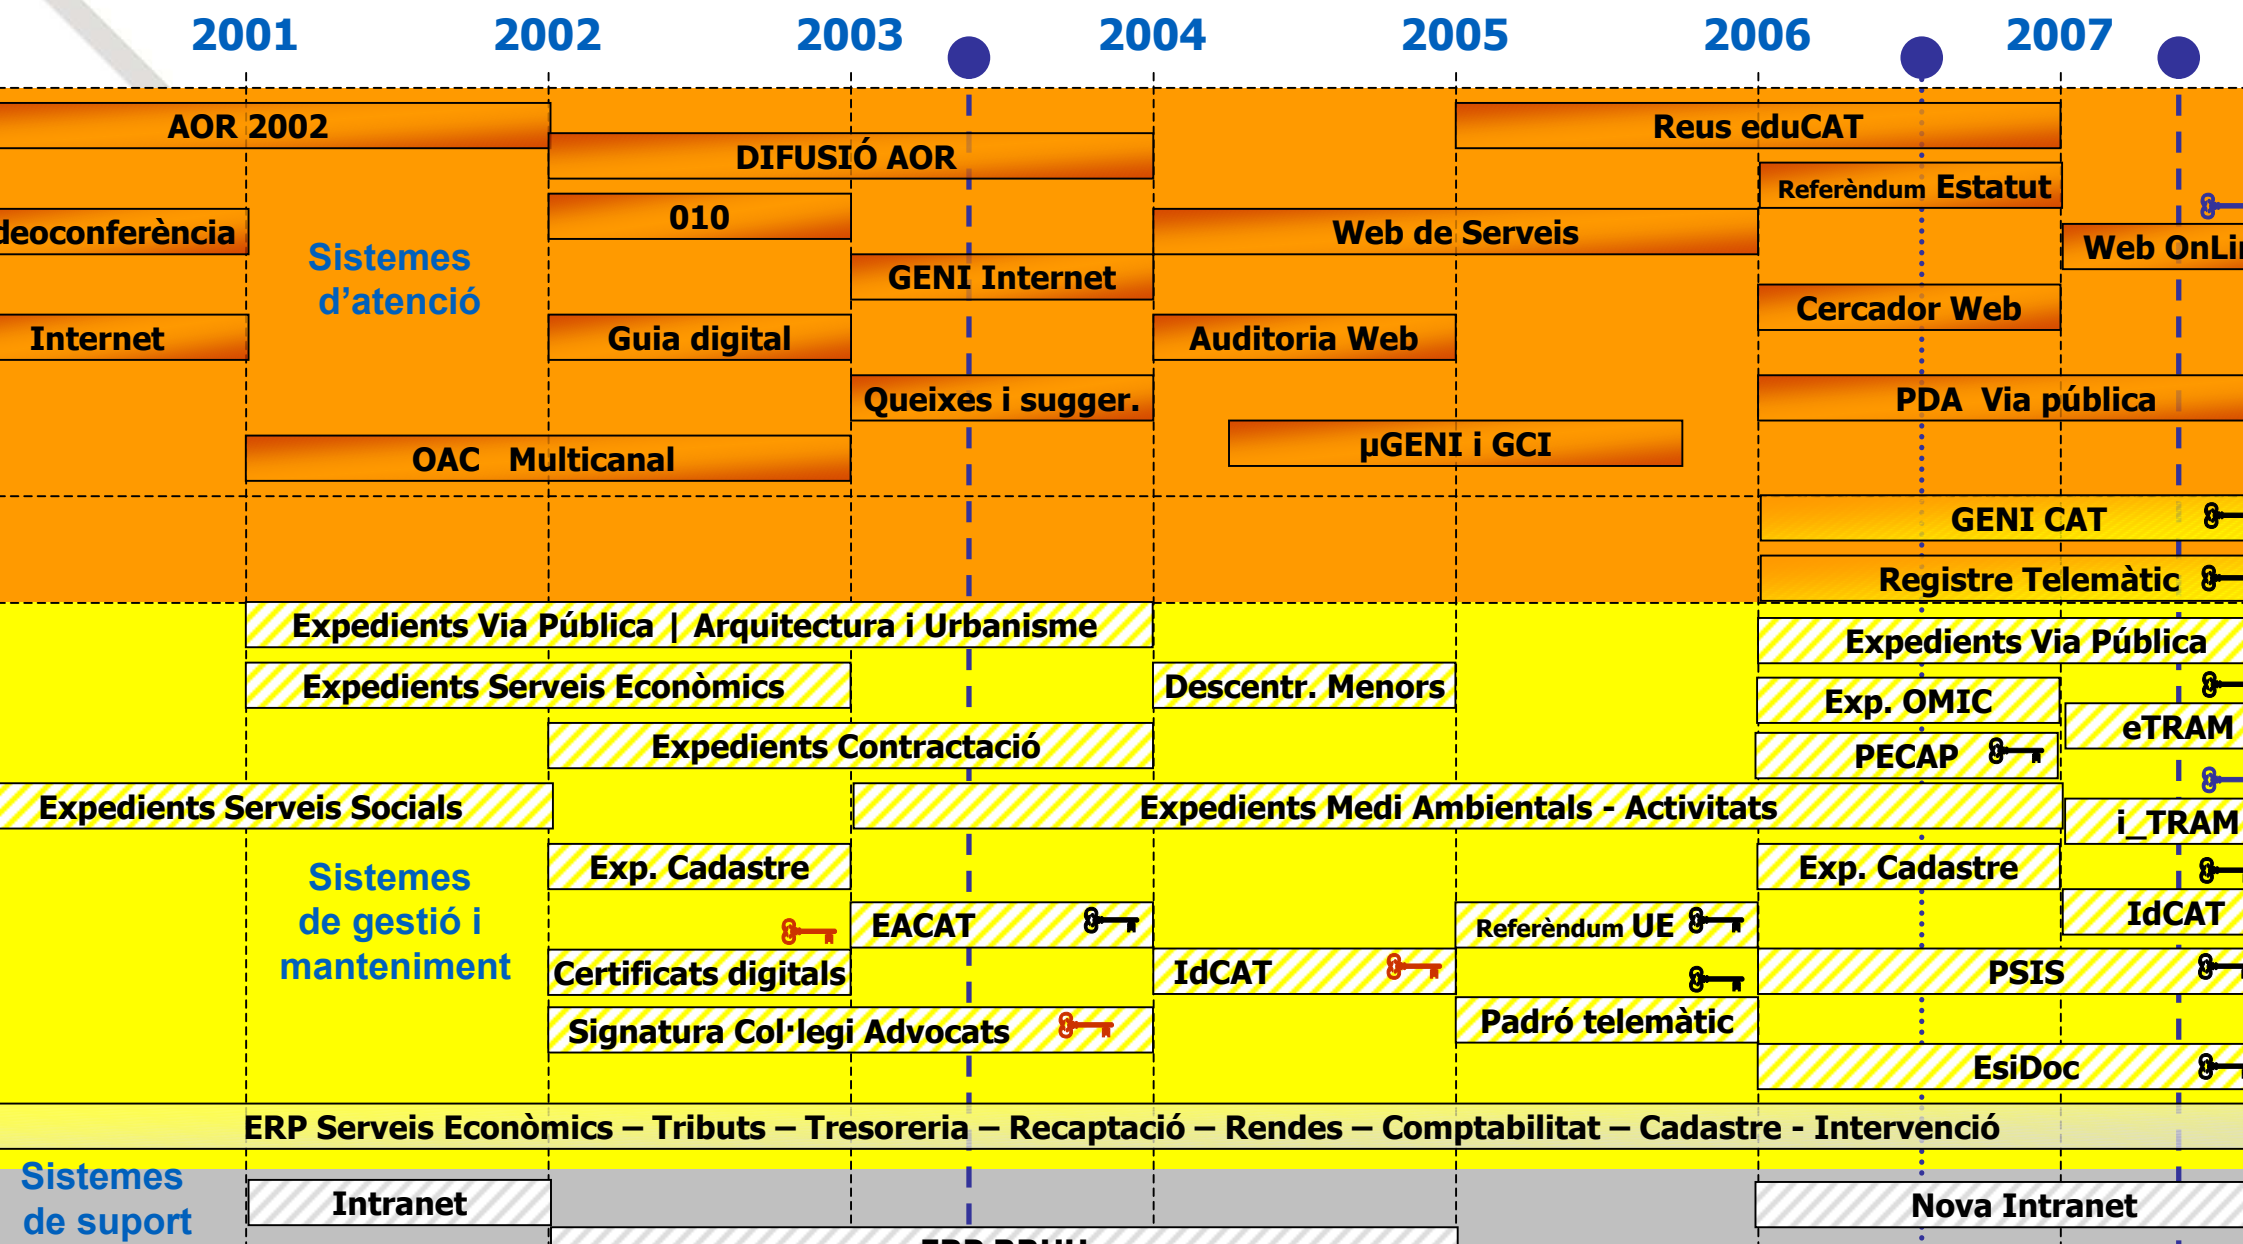 2001 2002 2003 2004 2005 2006 2007
AOR 2002
Reus eduCAT
DIFUSIÓ AOR
Referèndum Estatut
010
deoconferència
Web de Serveis
Web OnLin
Sistemes
d'atenció
GENI Internet
Cercador Web
Internet
Guia digital
Auditoria Web
Queixes i sugger.
PDA Via pública
OAC Multicanal
µGENI i GCI
GENI CAT
Registre Telemàtic
Expedients Via Pública | Arquitectura i Urbanisme
Expedients Via Pública
Expedients Serveis Econòmics
Descentr. Menors
Exp. OMIC
eTRAM
Expedients Contractació
PECAP
Expedients Serveis Socials
Expedients Medi Ambientals - Activitats
i_TRAM
Sistemes
de gestió i
manteniment
Exp. Cadastre
Exp. Cadastre
EACAT
Referèndum UE
IdCAT
Certificats digitals
IdCAT
PSIS
Signatura Col·legi Advocats
Padró telemàtic
EsiDoc
ERP Serveis Econòmics – Tributs – Tresoreria – Recaptació – Rendes – Comptabilitat – Cadastre - Intervenció
Sistemes
de suport
Intranet
Nova Intranet